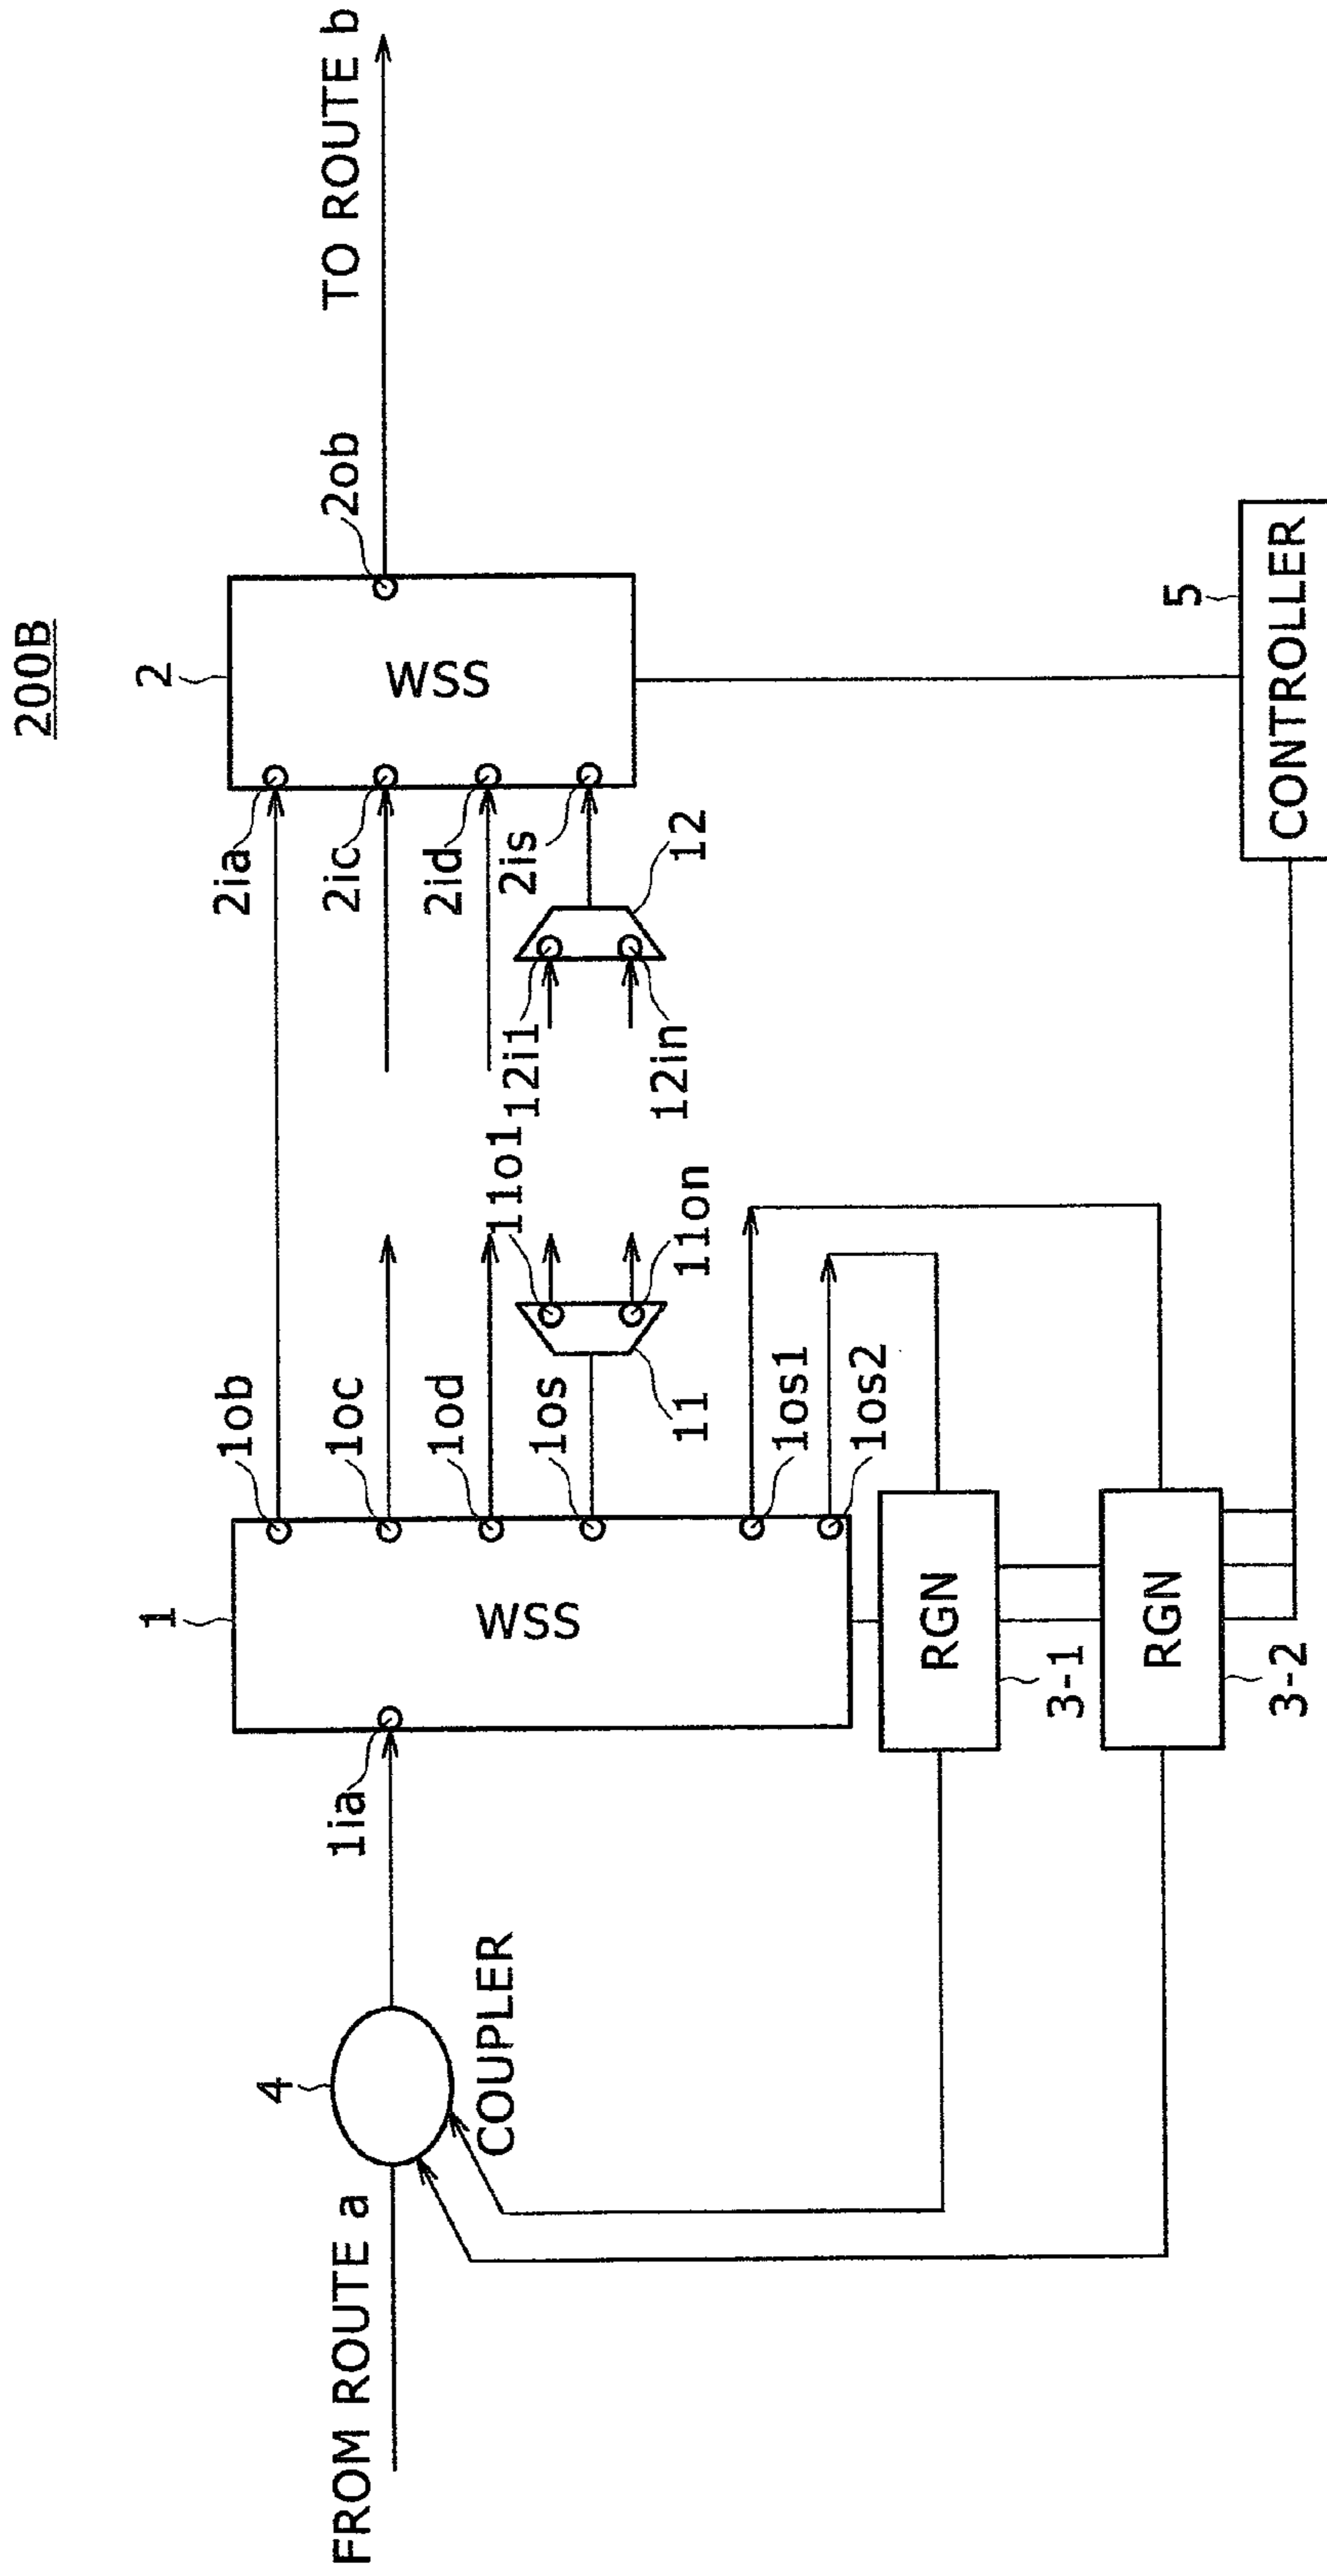 200B
FROM ROUTE a
4
COUPLER
1ia
1
WSS
1ob
1oc
1od
1os
1os1
1os2
11
11o1
11on
12i1
12in
12
2ia
2ic
2id
2is
2
WSS
2ob
TO ROUTE b
RGN
3-1
RGN
3-2
5
CONTROLLER